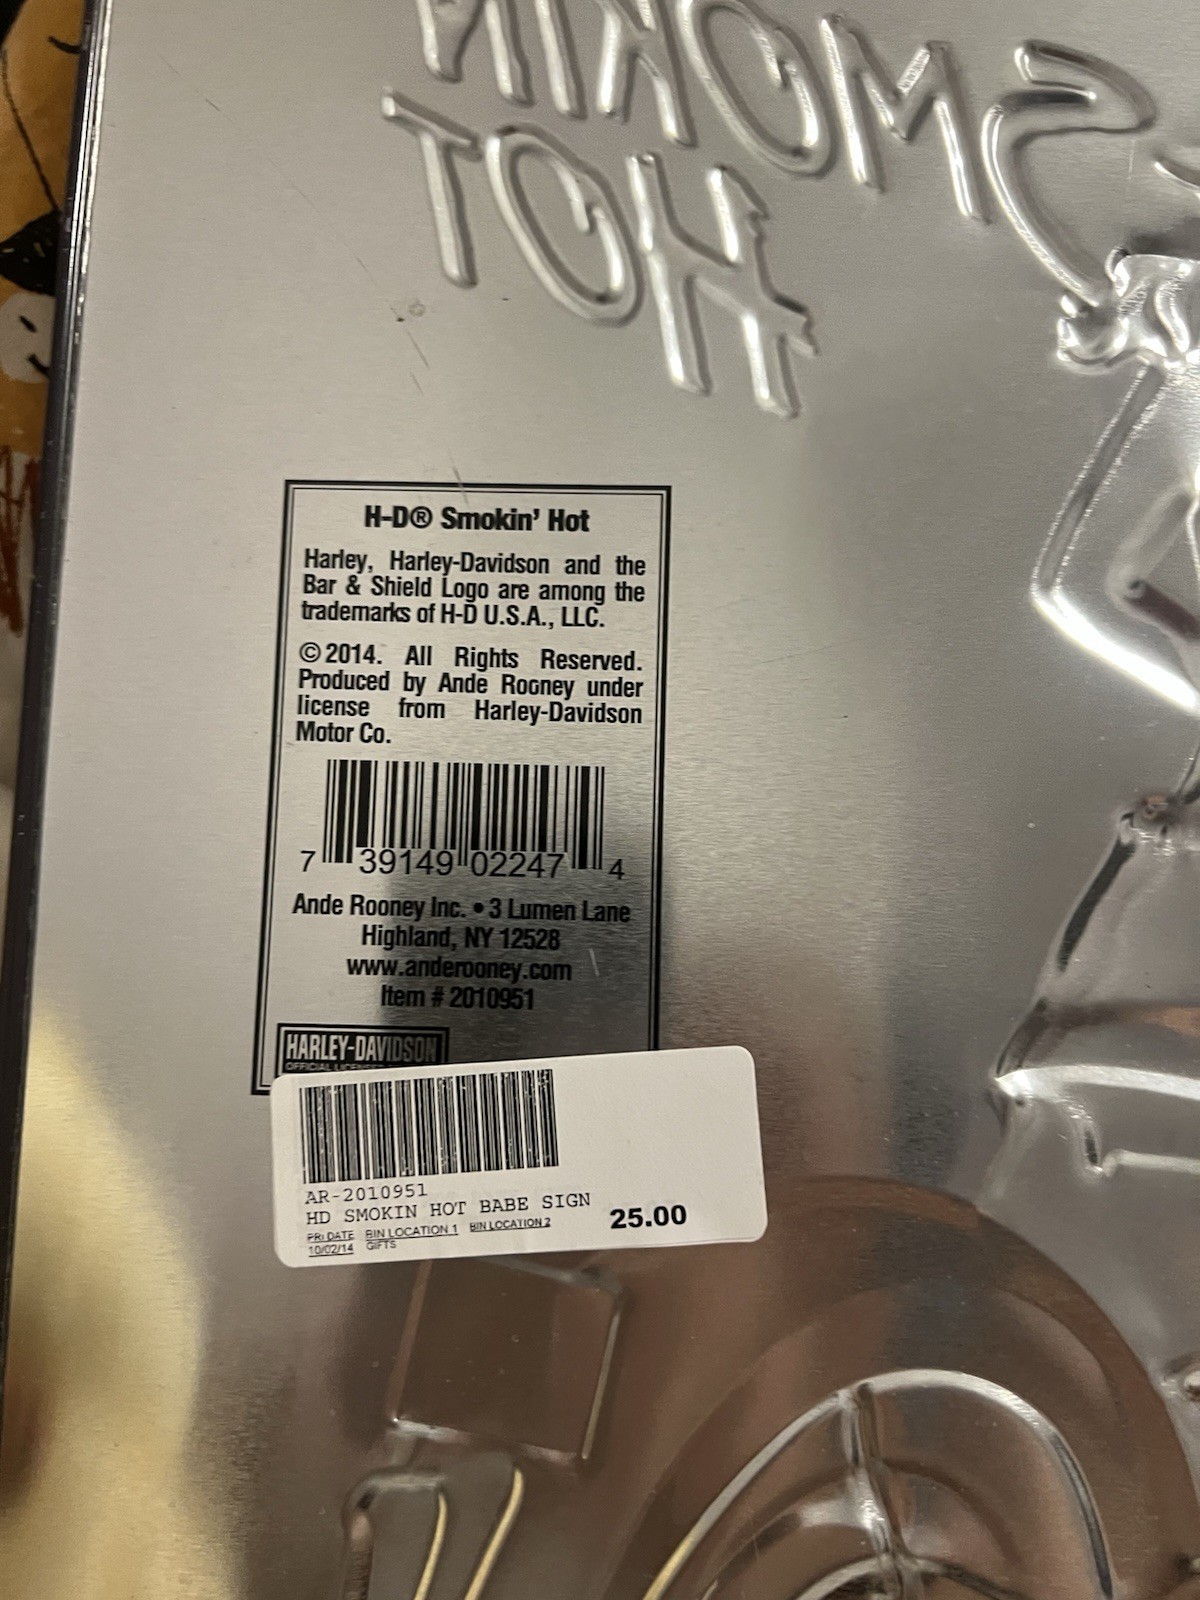 SMOKIN
HOT
H-D® Smokin' Hot
Harley, Harley-Davidson and the
Bar & Shield Logo are among the
trademarks of H-D U.S.A., LLC.
©2014. All Rights Reserved.
Produced by Ande Rooney under
license from Harley-Davidson
Motor Co.
7 39149 02247 4
Ande Rooney Inc. • 3 Lumen Lane
Highland, NY 12528
www.anderooney.com
Item # 2010951
HARLEY-DAVIDSON
OFFICIAL
AR-2010951
HD SMOKIN HOT BABE SIGN
25.00
PRI DATE BIN LOCATION 1 BIN LOCATION 2
10/02/14 GIFTS